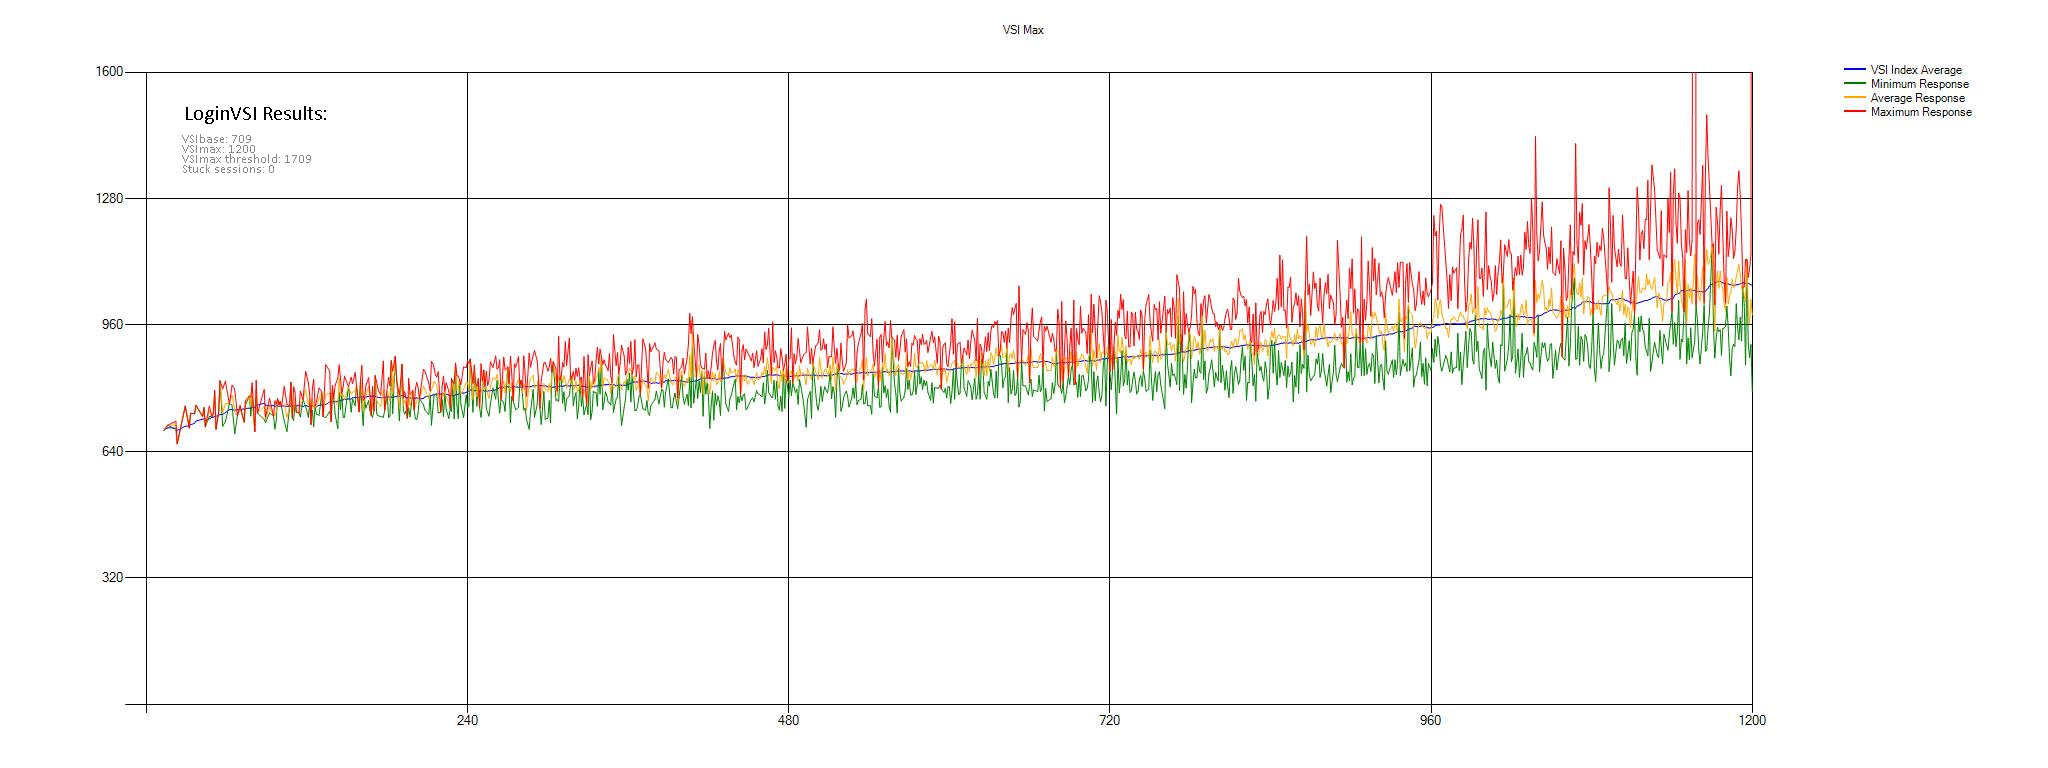 VSI Max
1600
1280
960
640
320
LoginVSI Results:
VSIbase: 709
VSImax: 1200
VSImax threshold: 1709
Stuck sessions: 0
VSI Index Average
Minimum Response
Average Response
Maximum Response
240
480
720
960
1200